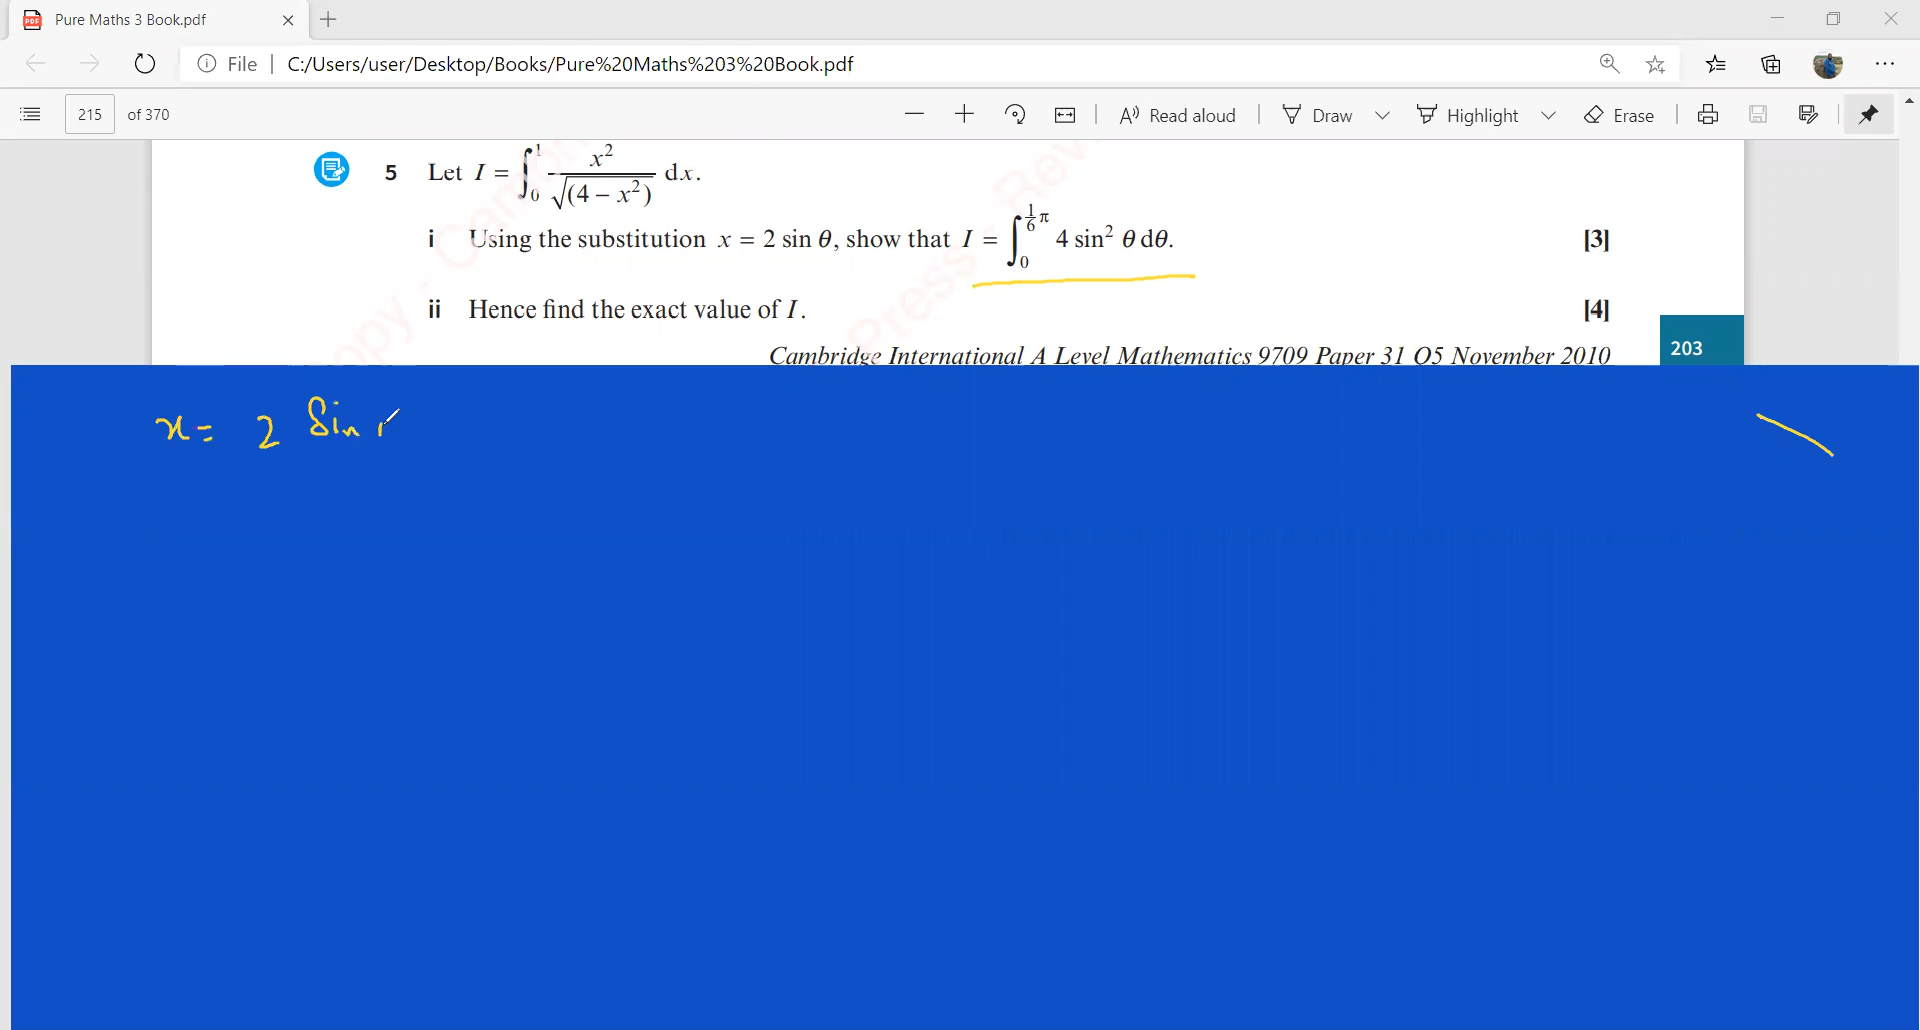 Pure Maths 3 Book.pdf
File | C:/Users/user/Desktop/Books/Pure%20Maths%203%20Book.pdf
215 of 370 Read aloud Draw Highlight Erase
5 Let I = ∫₀¹ x²/√(4 − x²) dx.
i Using the substitution x = 2 sin θ, show that I = ∫₀^{1/6 π} 4 sin² θ dθ. [3]
ii Hence find the exact value of I. [4]
Cambridge International A Level Mathematics 9709 Paper 31 Q5 November 2010
203
x = 2 Sin